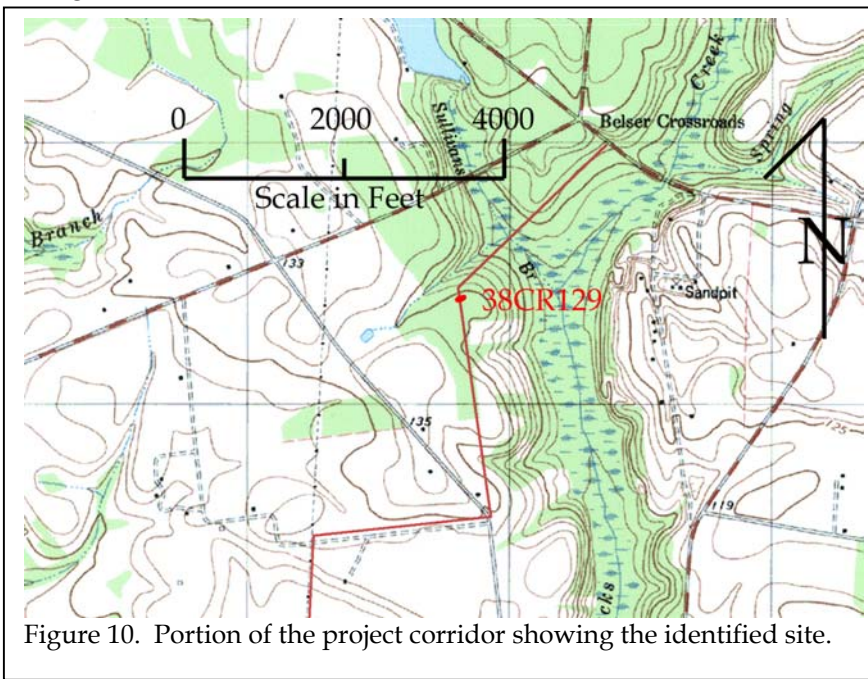 0 2000 4000
Scale in Feet
Sullivans
Br
Belser Crossroads
Creek
Spring
N
Branch
133
38CR129
Sandpit
135
125
119
cks
Figure 10. Portion of the project corridor showing the identified site.